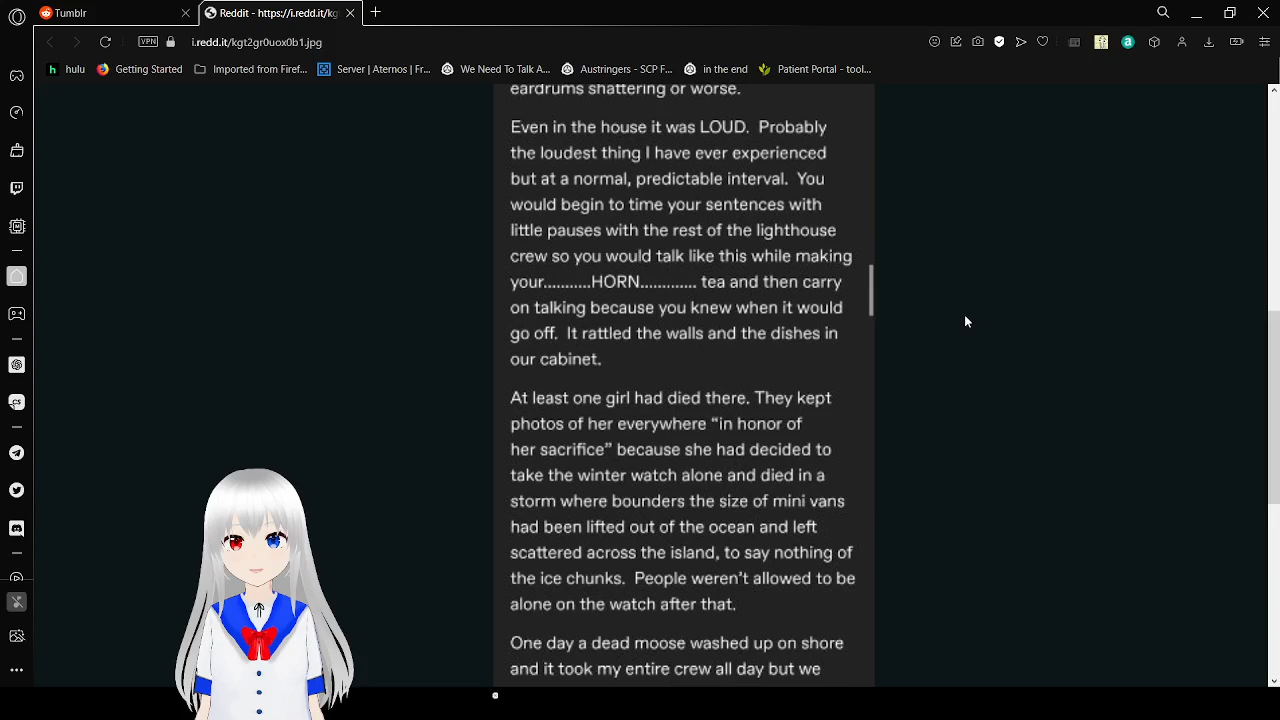 Tumblr
Reddit - https://i.redd.it/kg
VPN
i.redd.it/kgt2gr0uox0b1.jpg
hulu
Getting Started
Imported from Firef...
Server | Aternos | Fr...
We Need To Talk A...
Austringers - SCP F...
in the end
Patient Portal - tool...
eardrums shattering or worse.
Even in the house it was LOUD. Probably
the loudest thing I have ever experienced
but at a normal, predictable interval. You
would begin to time your sentences with
little pauses with the rest of the lighthouse
crew so you would talk like this while making
your...........HORN............. tea and then carry
on talking because you knew when it would
go off. It rattled the walls and the dishes in
our cabinet.
At least one girl had died there. They kept
photos of her everywhere “in honor of
her sacrifice” because she had decided to
take the winter watch alone and died in a
storm where bounders the size of mini vans
had been lifted out of the ocean and left
scattered across the island, to say nothing of
the ice chunks. People weren’t allowed to be
alone on the watch after that.
One day a dead moose washed up on shore
and it took my entire crew all day but we